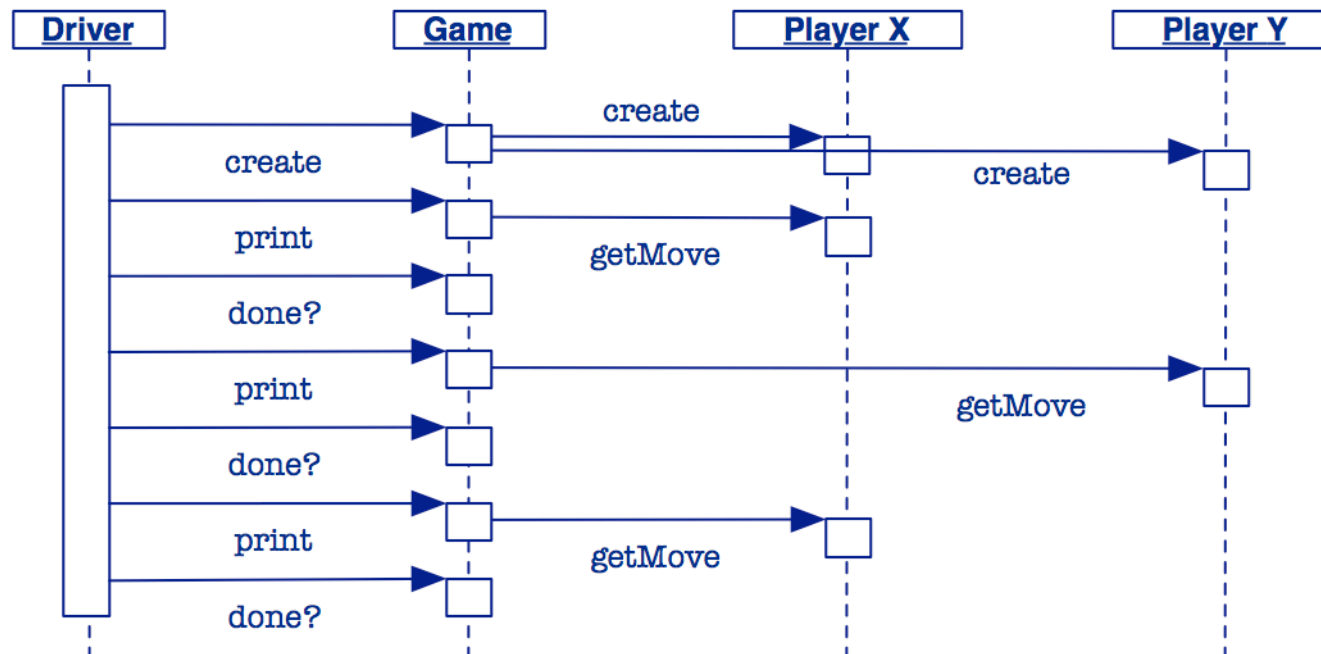 Driver Game Player X Player Y
create
create create
print
getMove
done?
print
getMove
done?
print
getMove
done?